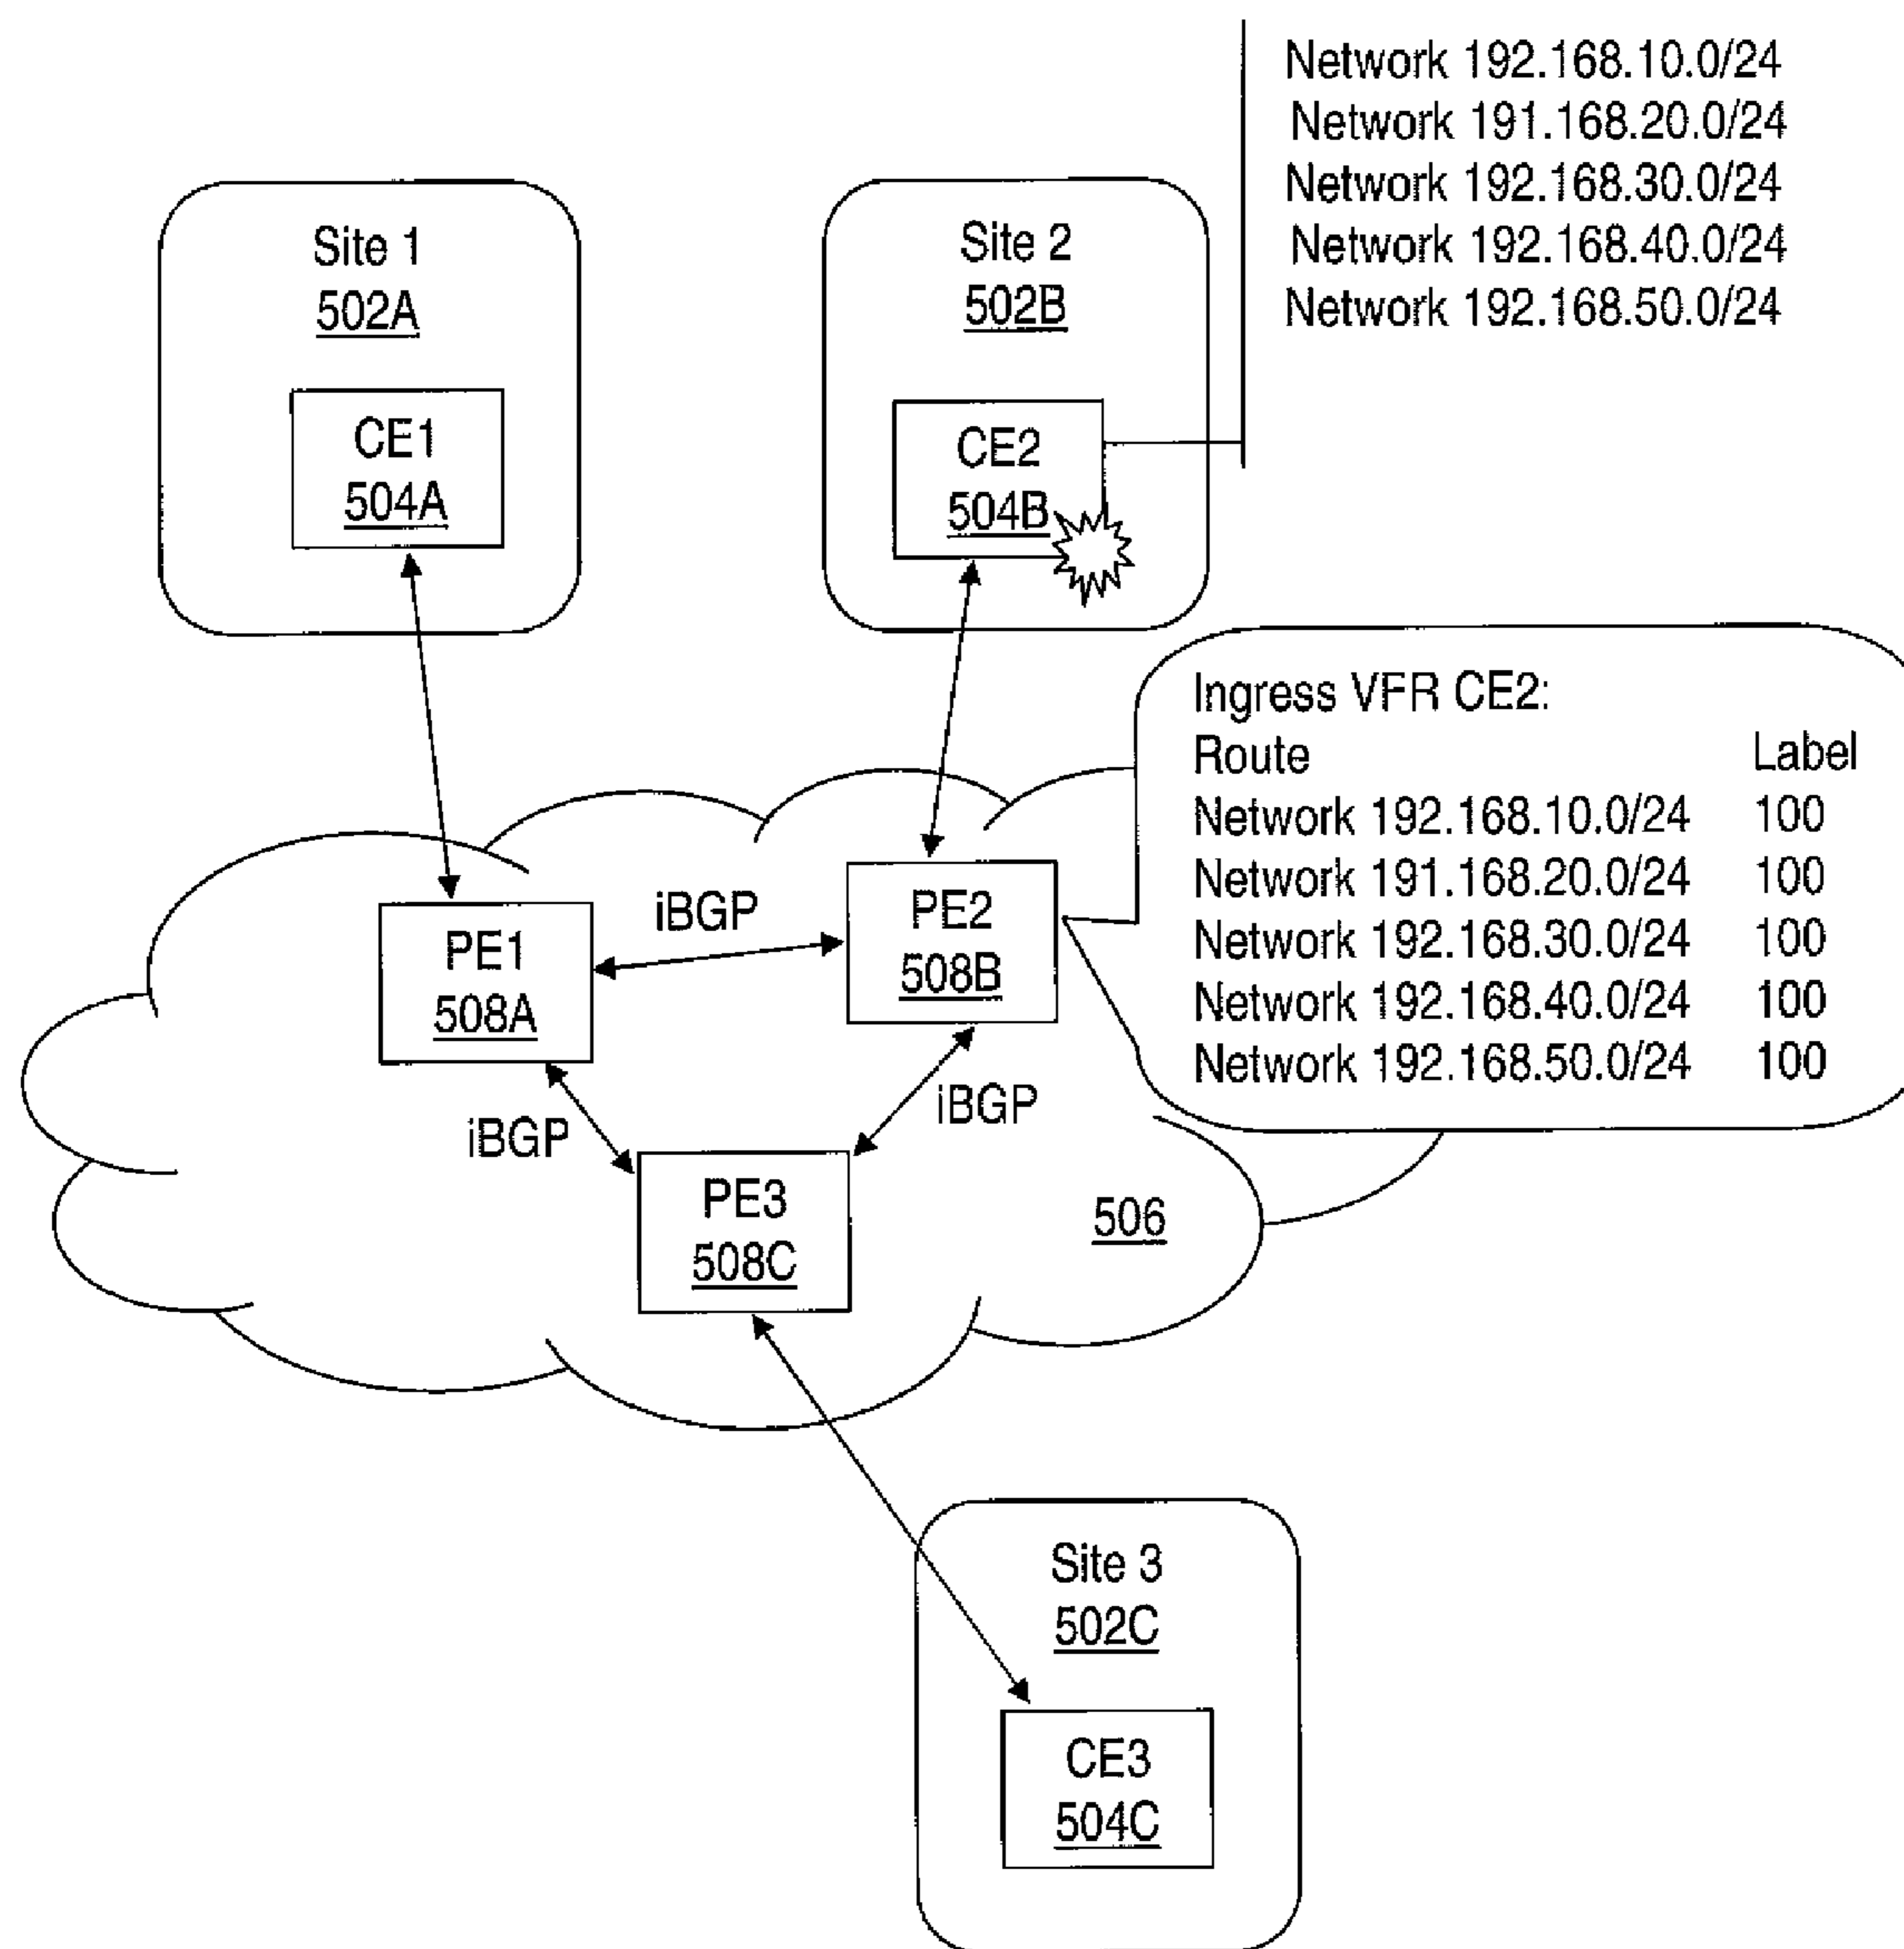 Network 192.168.10.0/24
Network 191.168.20.0/24
Network 192.168.30.0/24
Network 192.168.40.0/24
Network 192.168.50.0/24
Site 1
502A
CE1
504A
Site 2
502B
CE2
504B
Ingress VFR CE2:
Route Label
Network 192.168.10.0/24 100
Network 191.168.20.0/24 100
Network 192.168.30.0/24 100
Network 192.168.40.0/24 100
Network 192.168.50.0/24 100
iBGP
PE1
508A
PE2
508B
iBGP
iBGP
PE3
508C
506
Site 3
502C
CE3
504C